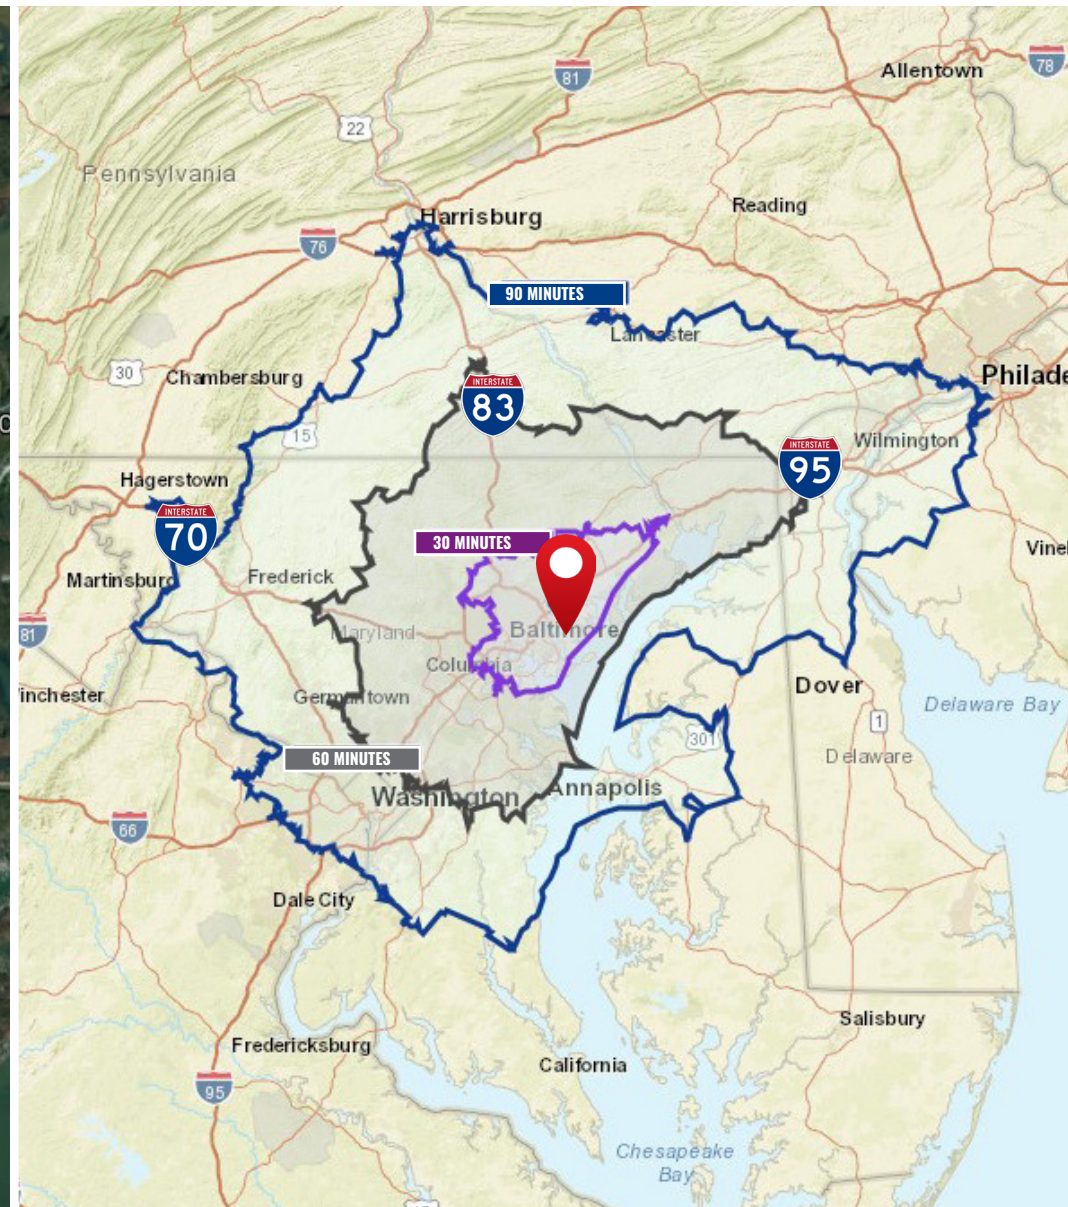 81
Allentown
78
22
Pennsylvania
Reading
Harrisburg
76
90 MINUTES
Lancaster
30
Chambersburg
Philade
INTERSTATE
83
15
Wilmington
INTERSTATE
95
Hagerstown
INTERSTATE
70
30 MINUTES
Vinel
Martinsburg
Frederick
81
Maryland
Baltimore
Columbia
inchester
Germantown
Dover
Delaware Bay
1
301
Delaware
60 MINUTES
Washington
Annapolis
66
Dale City
Salisbury
Fredericksburg
California
95
Chesapeake
Bay